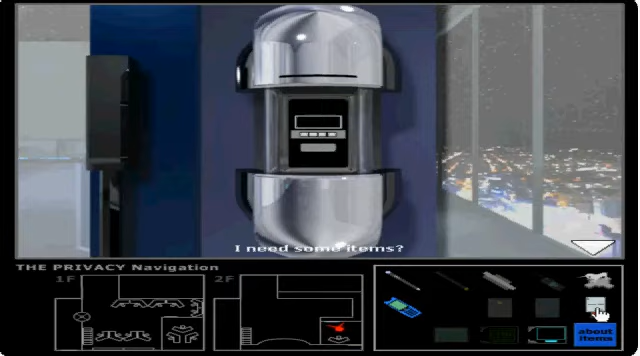 I need some items?
THE PRIVACY Navigation
1F
2F
about
items